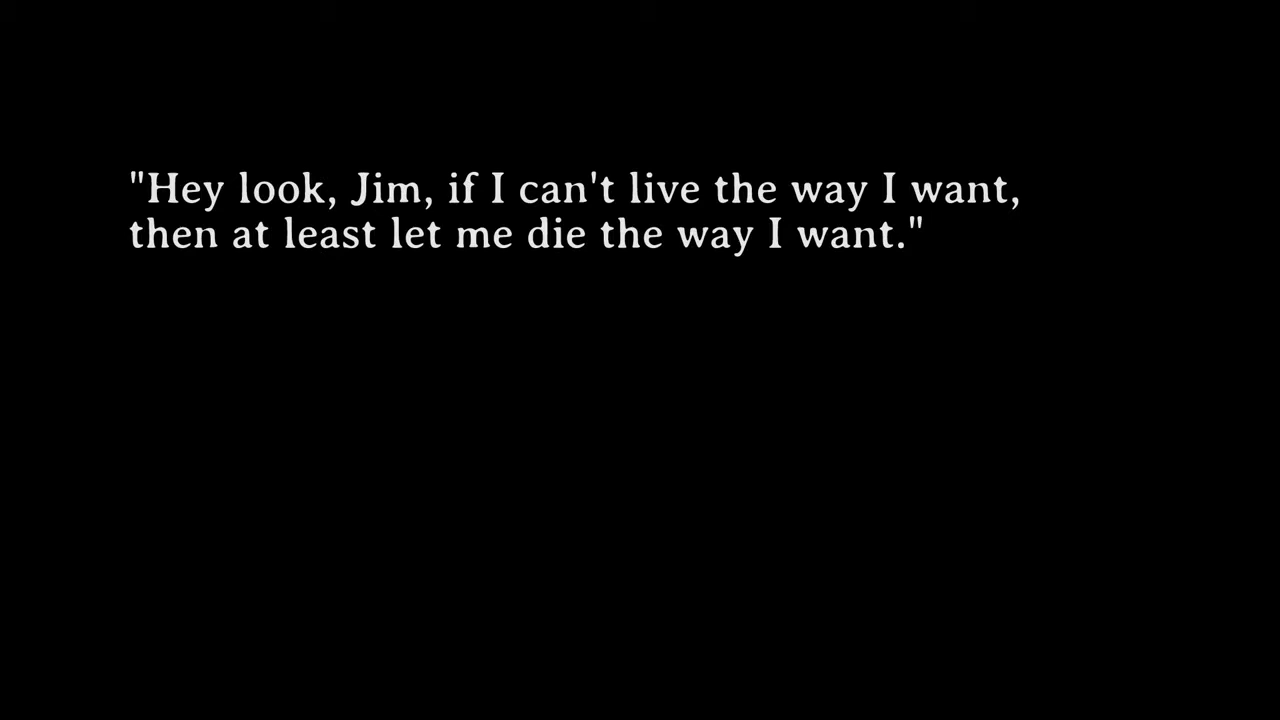 "Hey look, Jim, if I can't live the way I want,
then at least let me die the way I want."